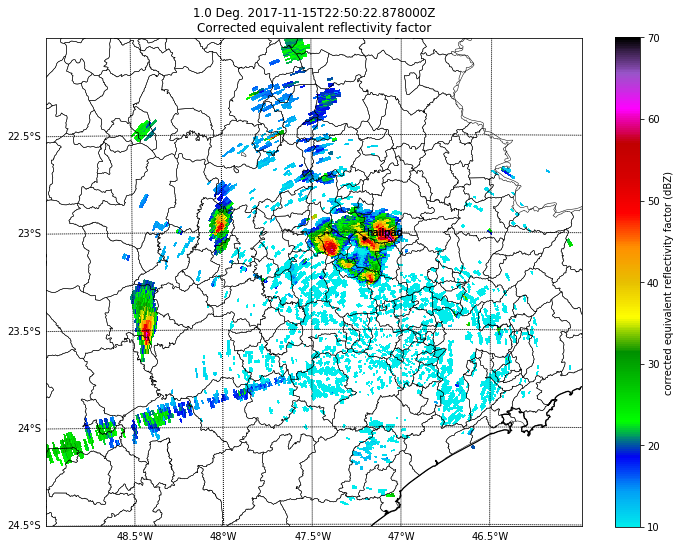 1.0 Deg. 2017-11-15T22:50:22.878000Z
Corrected equivalent reflectivity factor
22.5°S
23°S
23.5°S
24°S
24.5°S
48.5°W
48°W
47.5°W
47°W
46.5°W
70
60
50
40
30
20
10
corrected equivalent reflectivity factor (dBZ)